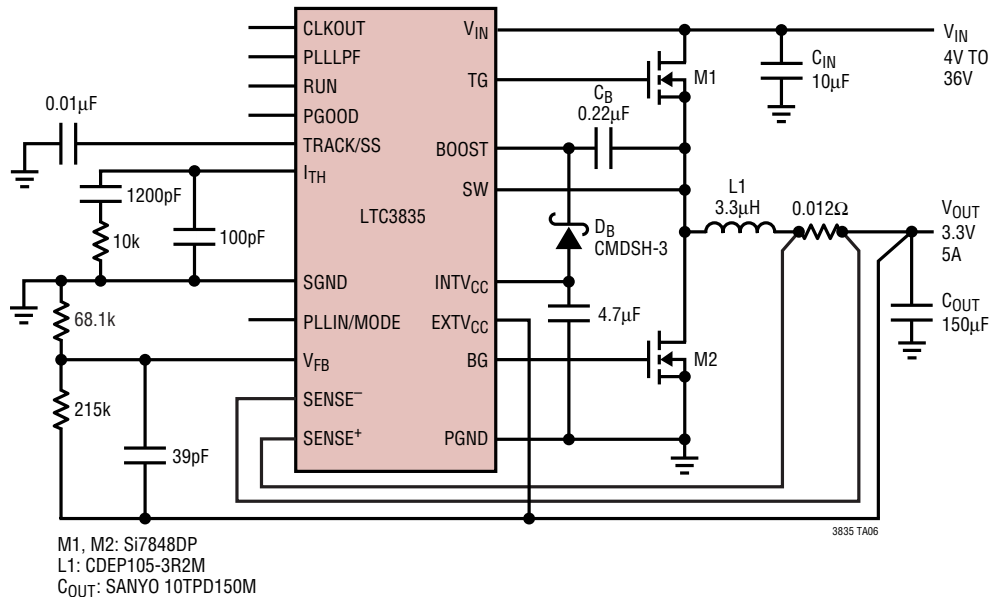 CLKOUT
PLLLPF
RUN
PGOOD
TRACK/SS
ITH
SGND
PLLIN/MODE
VFB
SENSE–
SENSE+
LTC3835
VIN
TG
BOOST
SW
INTVCC
EXTVCC
BG
PGND
0.01µF
1200pF
10k
100pF
68.1k
215k
39pF
CB
0.22µF
DB
CMDSH-3
4.7µF
M1
M2
CIN
10µF
VIN
4V TO
36V
L1
3.3µH
0.012Ω
VOUT
3.3V
5A
COUT
150µF
3835 TA06
M1, M2: Si7848DP
L1: CDEP105-3R2M
COUT: SANYO 10TPD150M